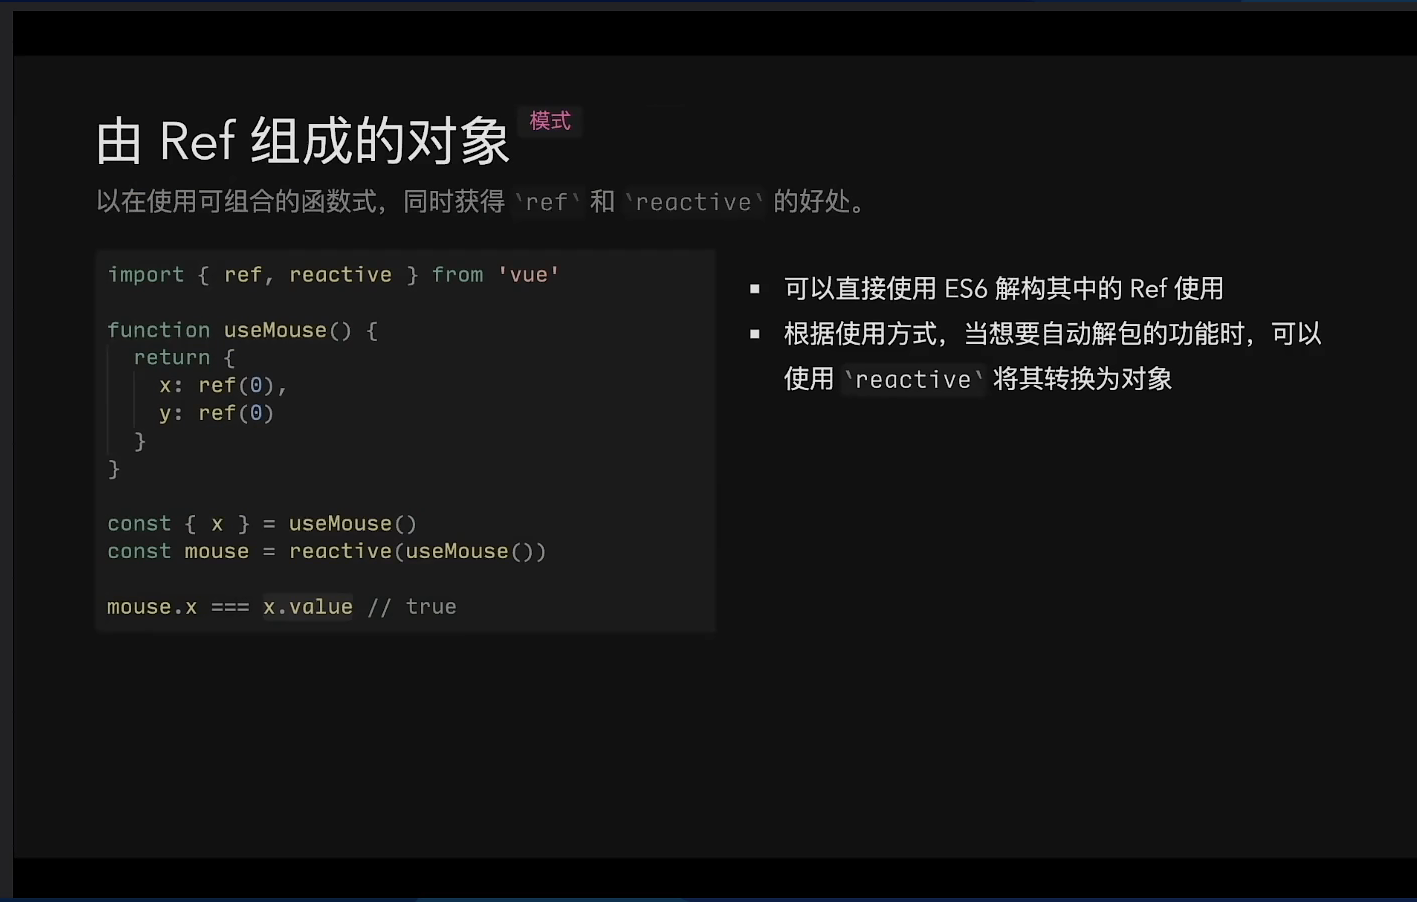 由 Ref 组成的对象 模式
以在使用可组合的函数式，同时获得 `ref` 和 `reactive` 的好处。
import { ref, reactive } from 'vue'
function useMouse() {
return {
x: ref(0),
y: ref(0)
}
}
const { x } = useMouse()
const mouse = reactive(useMouse())
mouse.x === x.value // true
▪ 可以直接使用 ES6 解构其中的 Ref 使用
▪ 根据使用方式，当想要自动解包的功能时，可以
使用 `reactive` 将其转换为对象